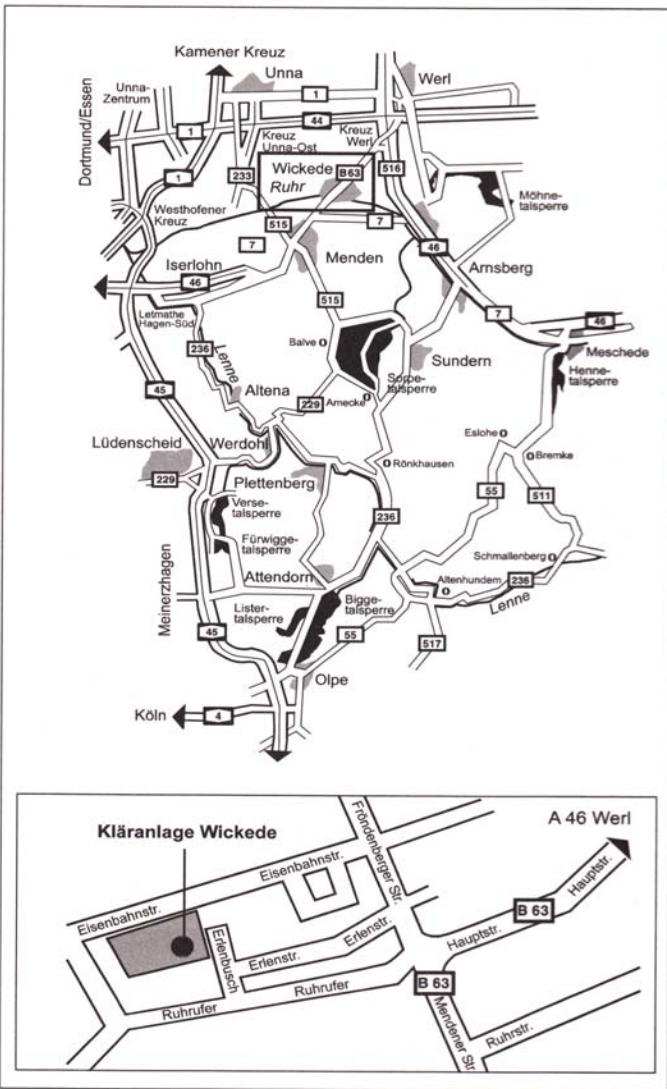 Kamener Kreuz
Unna
Werl
Unna-
Zentrum
Dortmund/Essen
1
44
1
Kreuz
Unna-Ost
Kreuz
Werl
1
233
Wickede
Ruhr
B 63
516
Möhne-
talsperre
Westhofener
Kreuz
515
7
7
Menden
46
Arnsberg
Iserlohn
46
515
7
46
Letmathe
Hagen-Süd
236
Lenne
Balve
Sundern
Meschede
Henne-
talsperre
Sorpe-
talsperre
Altena
Amecke
229
45
Lüdenscheid
Werdohl
Eslohe
Bremke
229
Rönkhausen
Plettenberg
55
511
Verse-
talsperre
236
Fürwigge-
talsperre
Schmallenberg
Attendorn
Altenhundem
236
Lenne
Meinerzhagen
Lister-
talsperre
Bigge-
talsperre
45
55
517
Olpe
Köln
4
Kläranlage Wickede
Fröndenberger Str.
A 46 Werl
Eisenbahnstr.
Eisenbahnstr.
Hauptstr.
B 63
Hauptstr.
Erlenbusch
Erlenstr.
Erlenstr.
Ruhrufer
Ruhrufer
B 63
Mendener Str.
Ruhrstr.